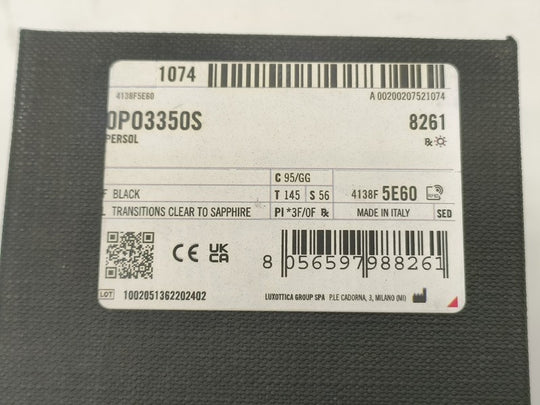 1074
4138F5E60
A 00200207521074
0PO3350S
8261
PERSOL
Rx
C 95/GG
F BLACK
T 145 S 56
4138F 5E60
L TRANSITIONS CLEAR TO SAPPHIRE
PI *3F/0F Rx
MADE IN ITALY
SED
CE UK CA
8 056597 988261
LOT 1002051362202402
LUXOTTICA GROUP SPA P.LE CADORNA, 3, MILANO (MI)